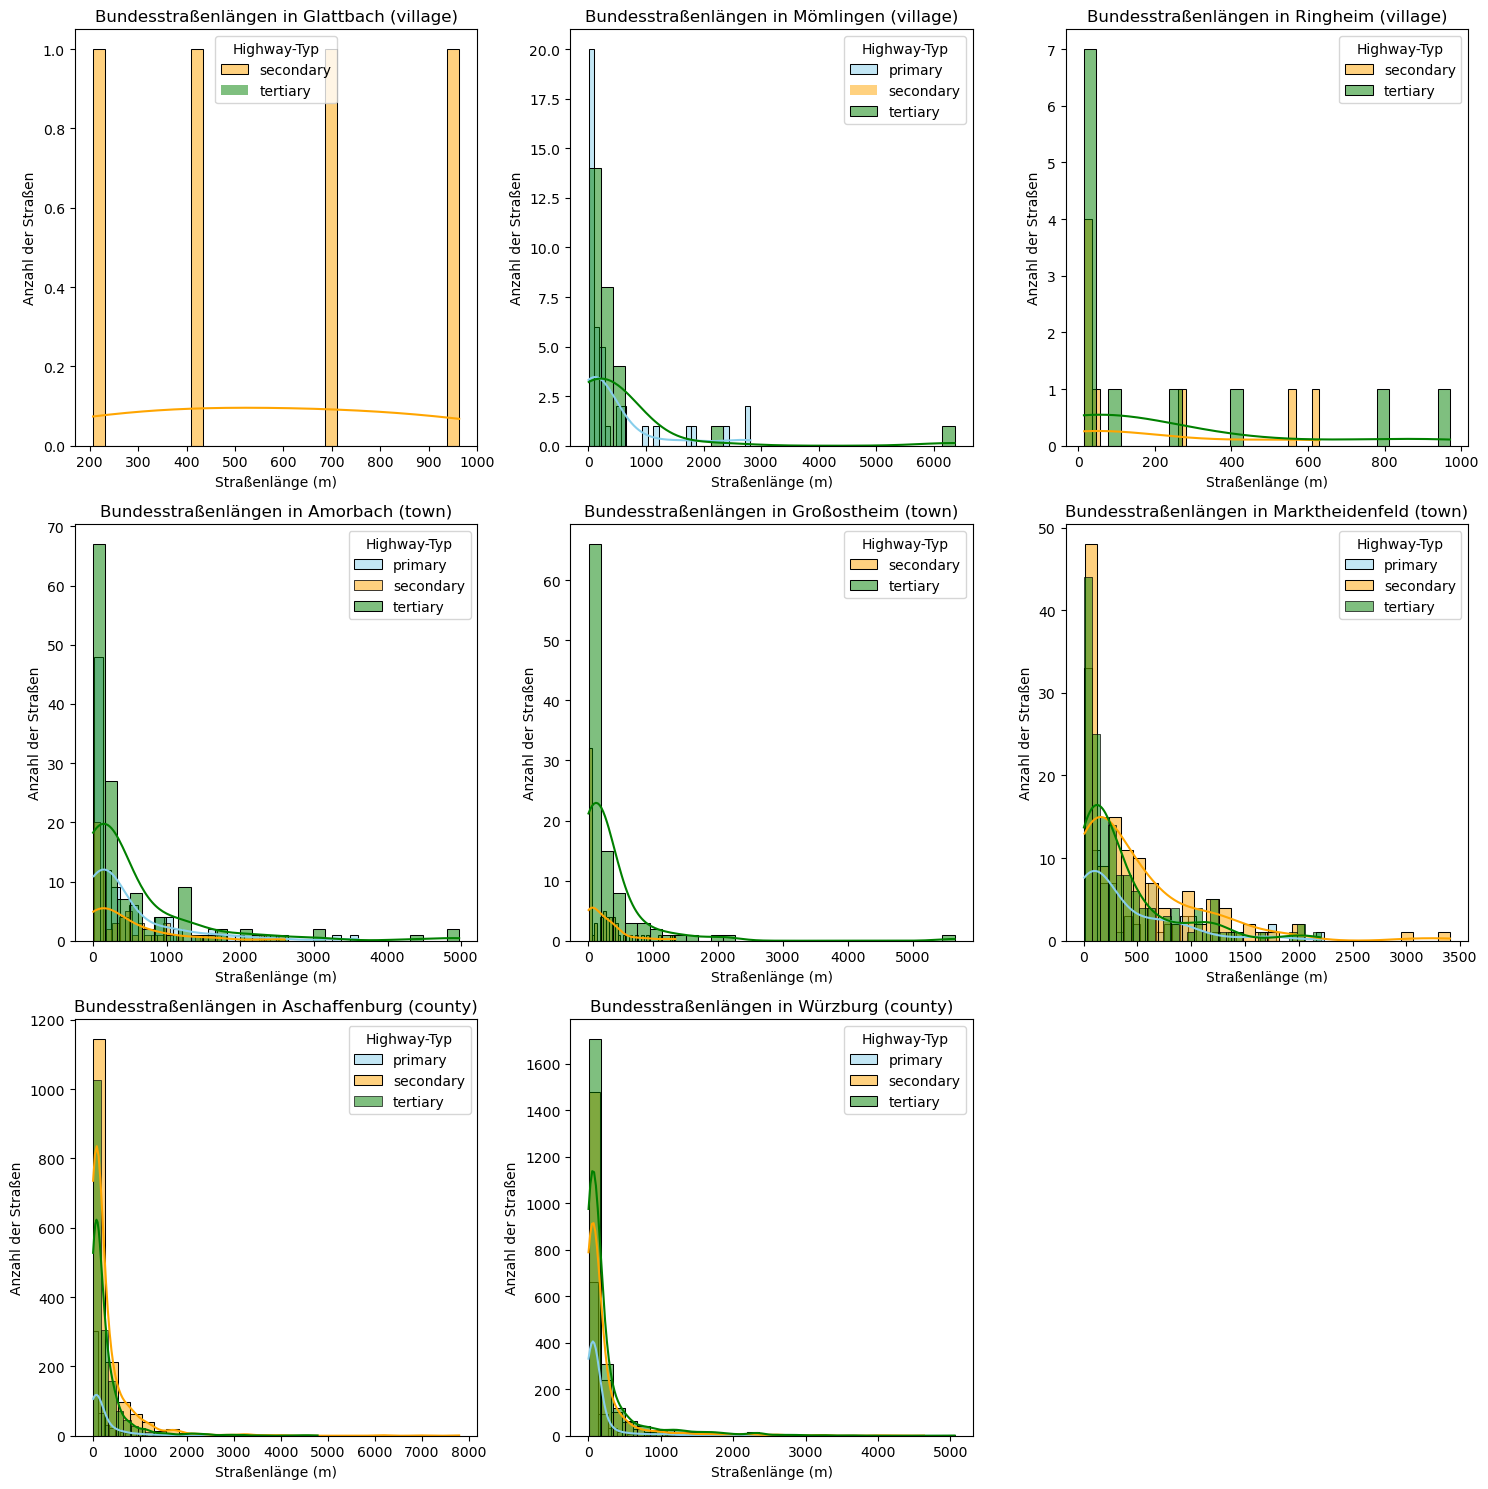 Bundesstraßenlängen in Glattbach (village)
Anzahl der Straßen
1.0
0.8
0.6
0.4
0.2
0.0
Highway-Typ
secondary
tertiary
200 300 400 500 600 700 800 900 1000
Straßenlänge (m)
Bundesstraßenlängen in Mömlingen (village)
Anzahl der Straßen
20.0
17.5
15.0
12.5
10.0
7.5
5.0
2.5
0.0
Highway-Typ
primary
secondary
tertiary
0 1000 2000 3000 4000 5000 6000
Straßenlänge (m)
Bundesstraßenlängen in Ringheim (village)
Anzahl der Straßen
7
6
5
4
3
2
1
0
Highway-Typ
secondary
tertiary
0 200 400 600 800 1000
Straßenlänge (m)
Bundesstraßenlängen in Amorbach (town)
Anzahl der Straßen
70
60
50
40
30
20
10
0
Highway-Typ
primary
secondary
tertiary
0 1000 2000 3000 4000 5000
Straßenlänge (m)
Bundesstraßenlängen in Großostheim (town)
Anzahl der Straßen
60
50
40
30
20
10
0
Highway-Typ
secondary
tertiary
0 1000 2000 3000 4000 5000
Straßenlänge (m)
Bundesstraßenlängen in Marktheidenfeld (town)
Anzahl der Straßen
50
40
30
20
10
0
Highway-Typ
primary
secondary
tertiary
0 500 1000 1500 2000 2500 3000 3500
Straßenlänge (m)
Bundesstraßenlängen in Aschaffenburg (county)
Anzahl der Straßen
1200
1000
800
600
400
200
0
Highway-Typ
primary
secondary
tertiary
0 1000 2000 3000 4000 5000 6000 7000 8000
Straßenlänge (m)
Bundesstraßenlängen in Würzburg (county)
Anzahl der Straßen
1600
1400
1200
1000
800
600
400
200
0
Highway-Typ
primary
secondary
tertiary
0 1000 2000 3000 4000 5000
Straßenlänge (m)